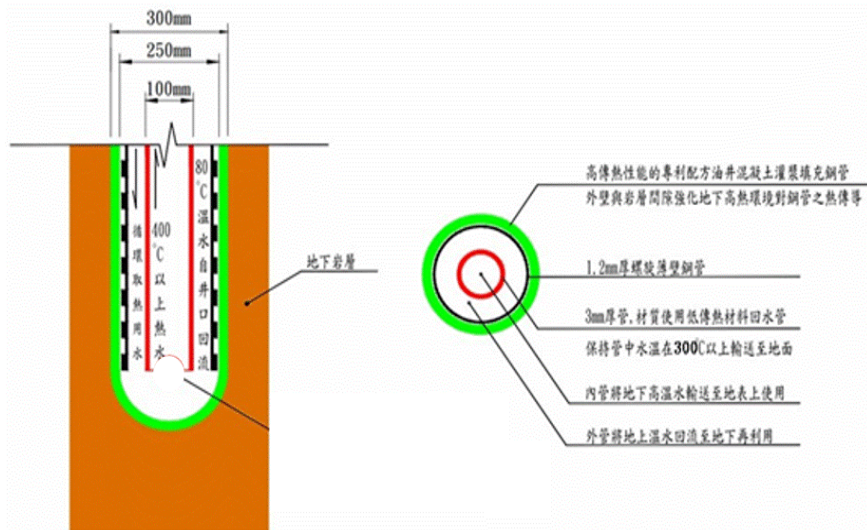 300mm
250mm
100mm
循環取熱用水
400°C以上熱水
80°C溫水自井口回流
地下岩層
高傳熱性能的專利配方油井混凝土灌漿填充鋼管
外壁與岩層間隙強化地下高熱環境對鋼管之熱傳導
1.2mm厚螺旋薄壁鋼管
3mm厚管,材質使用低傳熱材料回水管
保持管中水溫在300℃以上輸送至地面
內管將地下高溫水輸送至地表上使用
外管將地上溫水回流至地下再利用